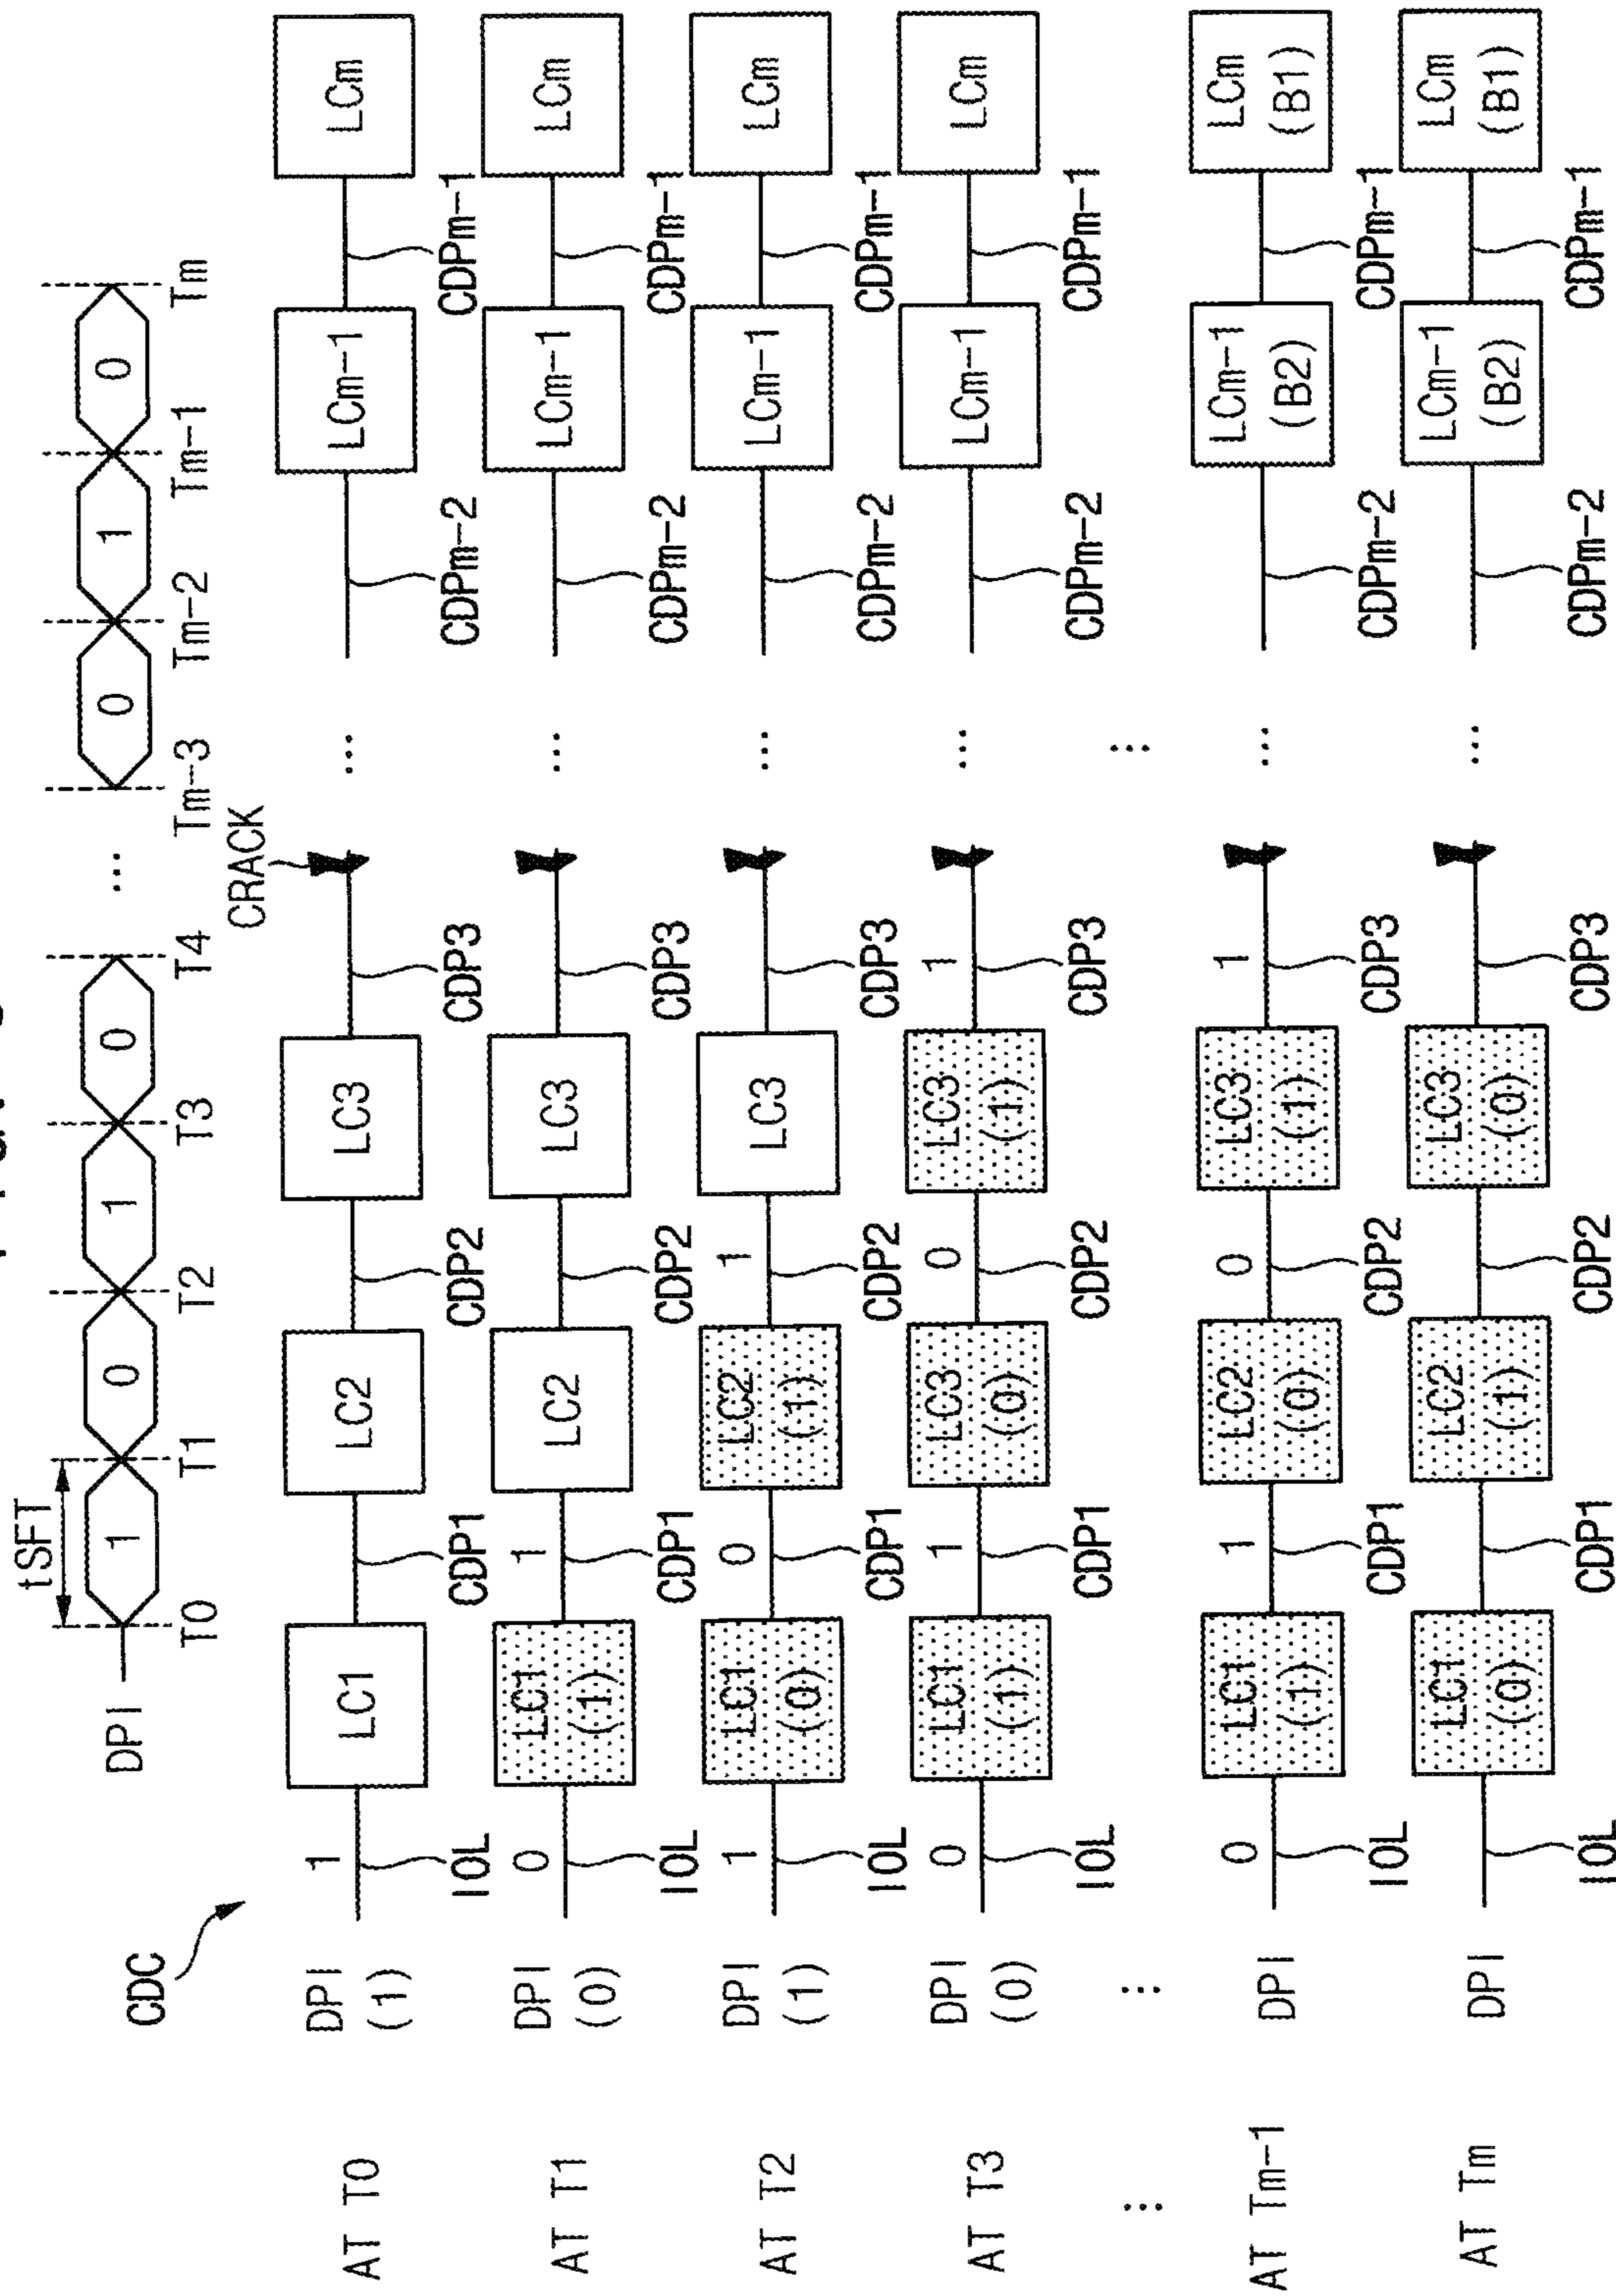 tSFT
DPI 1 0 1 0 ... 0 1 0
T0 T1 T2 T3 T4 Tm-3 Tm-2 Tm-1 Tm
CDC
CRACK
AT T0 DPI (1) 1 LC1 LC2 LC3 ... LCm-1 LCm
IOL CDP1 CDP2 CDP3 CDPm-2 CDPm-1
AT T1 DPI (0) 0 LC1 (1) 1 LC2 LC3 ... LCm-1 LCm
IOL CDP1 CDP2 CDP3 CDPm-2 CDPm-1
AT T2 DPI (1) 1 LC1 (0) 0 LC2 (1) 1 LC3 ... LCm-1 LCm
IOL CDP1 CDP2 CDP3 CDPm-2 CDPm-1
AT T3 DPI (0) 0 LC1 (1) 1 LC3 (0) 0 LC3 (1) 1 ... LCm-1 LCm
IOL CDP1 CDP2 CDP3 CDPm-2 CDPm-1
... ... ...
AT Tm-1 DPI 0 LC1 (1) 1 LC2 (0) 0 LC3 (1) 1 ... LCm-1 (B2) LCm (B1)
IOL CDP1 CDP2 CDP3 CDPm-2 CDPm-1
AT Tm DPI LC1 (0) LC2 (1) LC3 (0) ... LCm-1 (B2) LCm (B1)
IOL CDP1 CDP2 CDP3 CDPm-2 CDPm-1